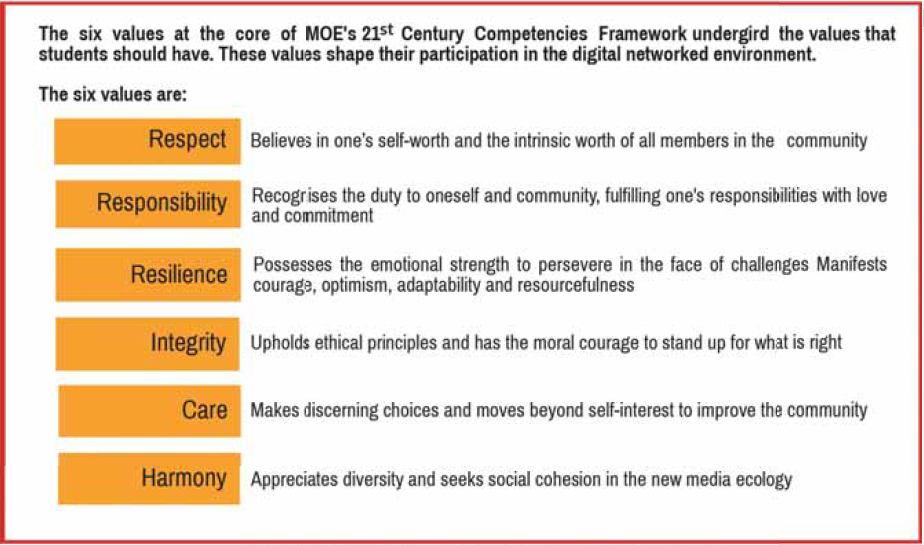 The six values at the core of MOE's 21st Century Competencies Framework undergird the values that
students should have. These values shape their participation in the digital networked environment.
The six values are:
Respect Believes in one's self-worth and the intrinsic worth of all members in the community
Responsibility Recognises the duty to oneself and community, fulfilling one's responsibilities with love
and commitment
Resilience Possesses the emotional strength to persevere in the face of challenges Manifests
courage, optimism, adaptability and resourcefulness
Integrity Upholds ethical principles and has the moral courage to stand up for what is right
Care Makes discerning choices and moves beyond self-interest to improve the community
Harmony Appreciates diversity and seeks social cohesion in the new media ecology